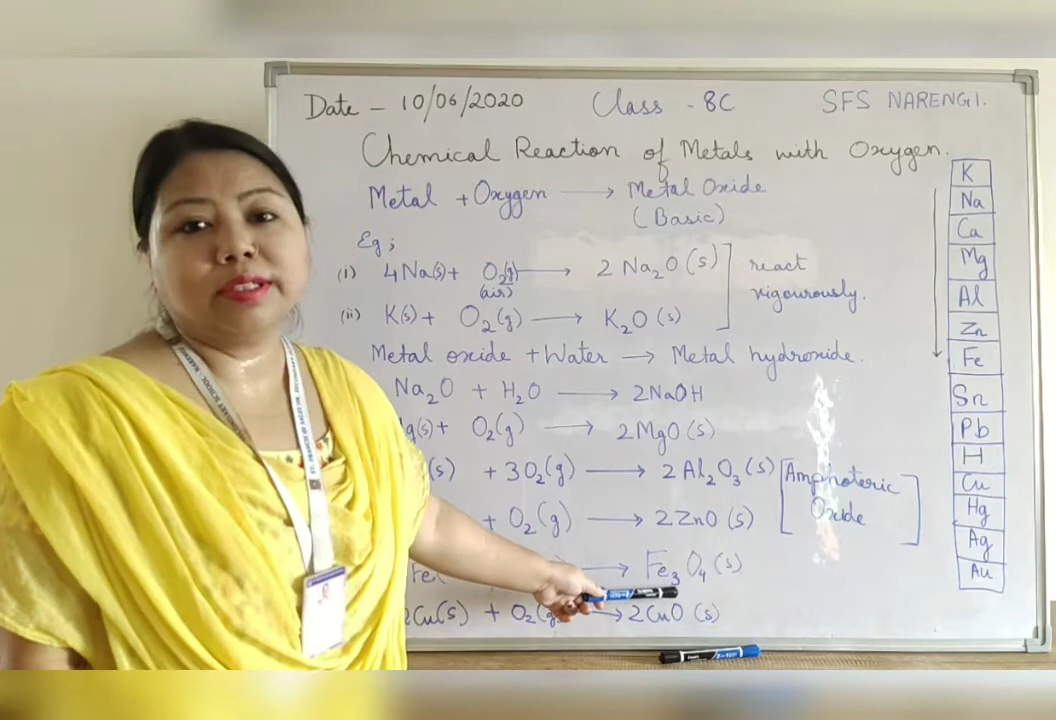 Date - 10/06/2020 Class - 8C SFS NARENGI.
Chemical Reaction of Metals with Oxygen.
Metal + Oxygen → Metal Oxide
(Basic)
Eg;
(i) 4Na(s) + O₂(g) → 2Na₂O(s)
(air)
(ii) K(s) + O₂(g) → K₂O(s)
react
vigourously.
Metal oxide + Water → Metal hydroxide.
Na₂O + H₂O → 2NaOH
g(s) + O₂(g) → 2MgO(s)
(s) + 3O₂(g) → 2Al₂O₃(s)
+ O₂(g) → 2ZnO(s)
Amphoteric
Oxide
Fe( → Fe₃O₄(s)
2Cu(s) + O₂(g → 2CuO(s)
K
Na
Ca
Mg
Al
Zn
Fe
Sn
Pb
H
Cu
Hg
Ag
Au